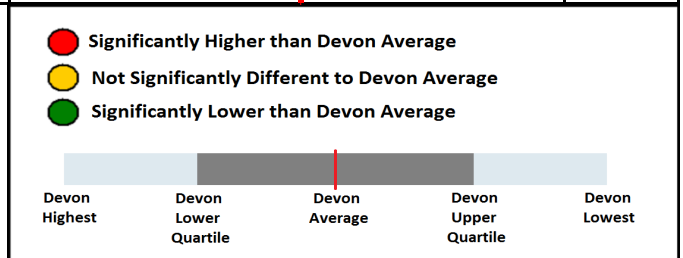 Significantly Higher than Devon Average
Not Significantly Different to Devon Average
Significantly Lower than Devon Average
Devon Highest
Devon Lower Quartile
Devon Average
Devon Upper Quartile
Devon Lowest